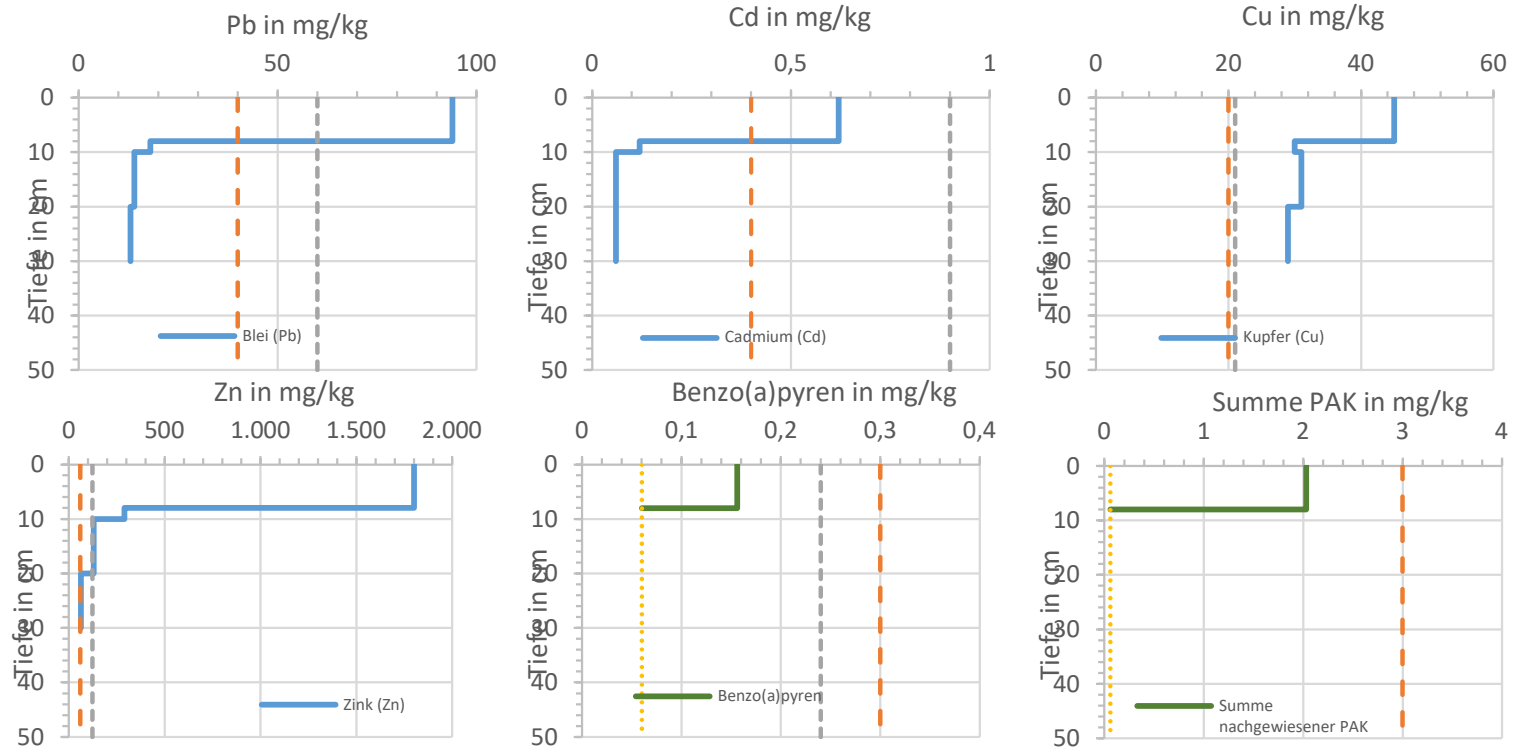 Pb in mg/kg
0 50 100
0
10
20
30
40
50
Tiefe in cm
Blei (Pb)
Cd in mg/kg
0 0,5 1
0
10
20
30
40
50
Tiefe in cm
Cadmium (Cd)
Cu in mg/kg
0 20 40 60
0
10
20
30
40
50
Tiefe in cm
Kupfer (Cu)
Zn in mg/kg
0 500 1.000 1.500 2.000
0
10
20
30
40
50
Tiefe in cm
Zink (Zn)
Benzo(a)pyren in mg/kg
0 0,1 0,2 0,3 0,4
0
10
20
30
40
50
Tiefe in cm
Benzo(a)pyren
Summe PAK in mg/kg
0 1 2 3 4
0
10
20
30
40
50
Tiefe in cm
Summe
nachgewiesener PAK